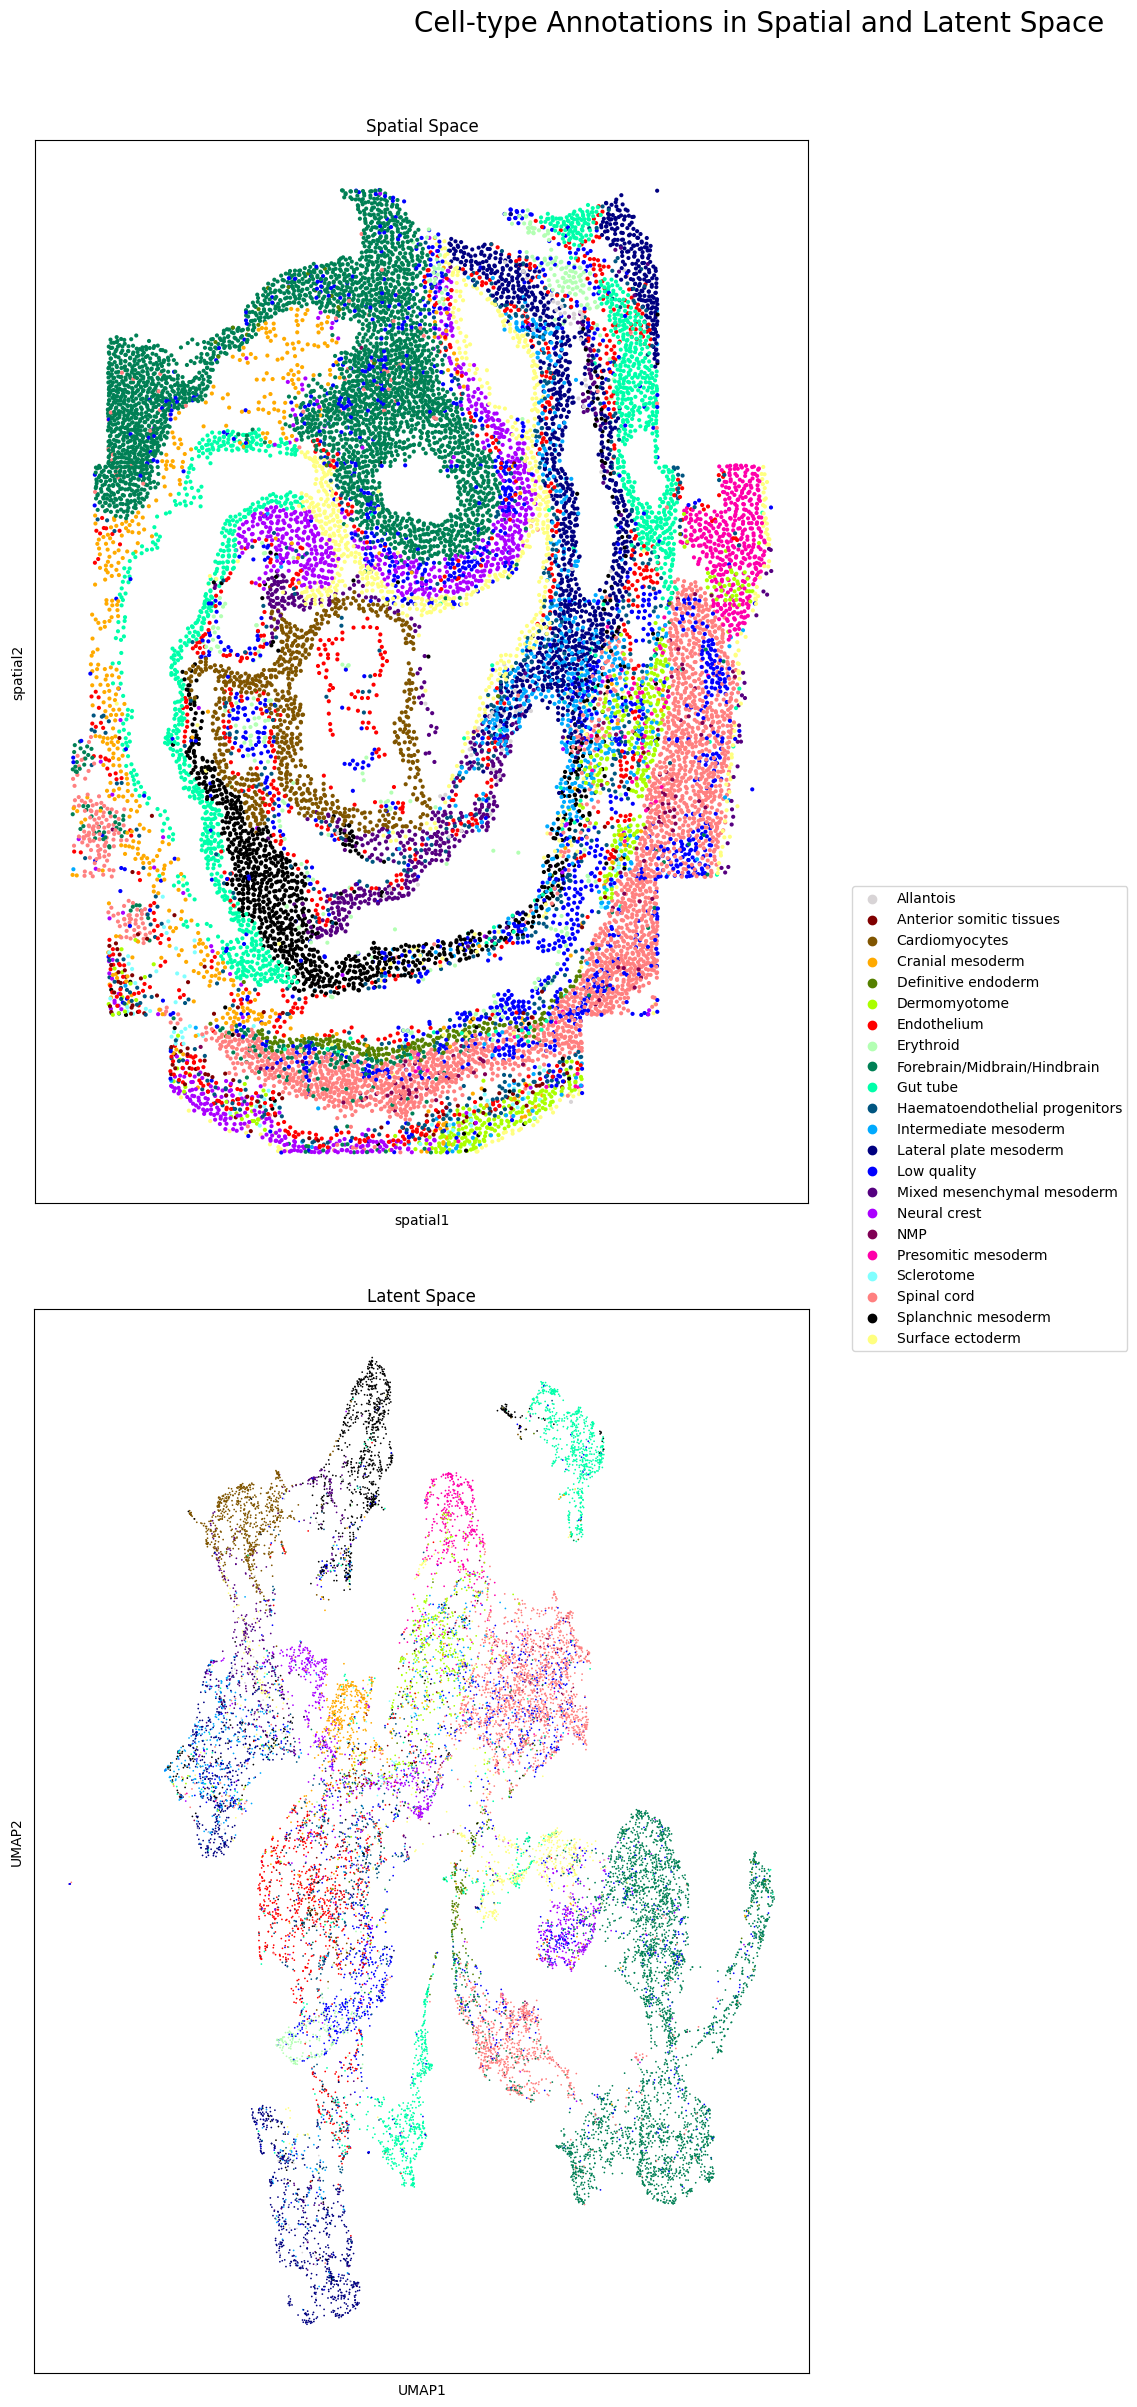 Cell-type Annotations in Spatial and Latent Space
Spatial Space
spatial2
spatial1
Allantois
Anterior somitic tissues
Cardiomyocytes
Cranial mesoderm
Definitive endoderm
Dermomyotome
Endothelium
Erythroid
Forebrain/Midbrain/Hindbrain
Gut tube
Haematoendothelial progenitors
Intermediate mesoderm
Lateral plate mesoderm
Low quality
Mixed mesenchymal mesoderm
Neural crest
NMP
Presomitic mesoderm
Sclerotome
Spinal cord
Splanchnic mesoderm
Surface ectoderm
Latent Space
UMAP2
UMAP1